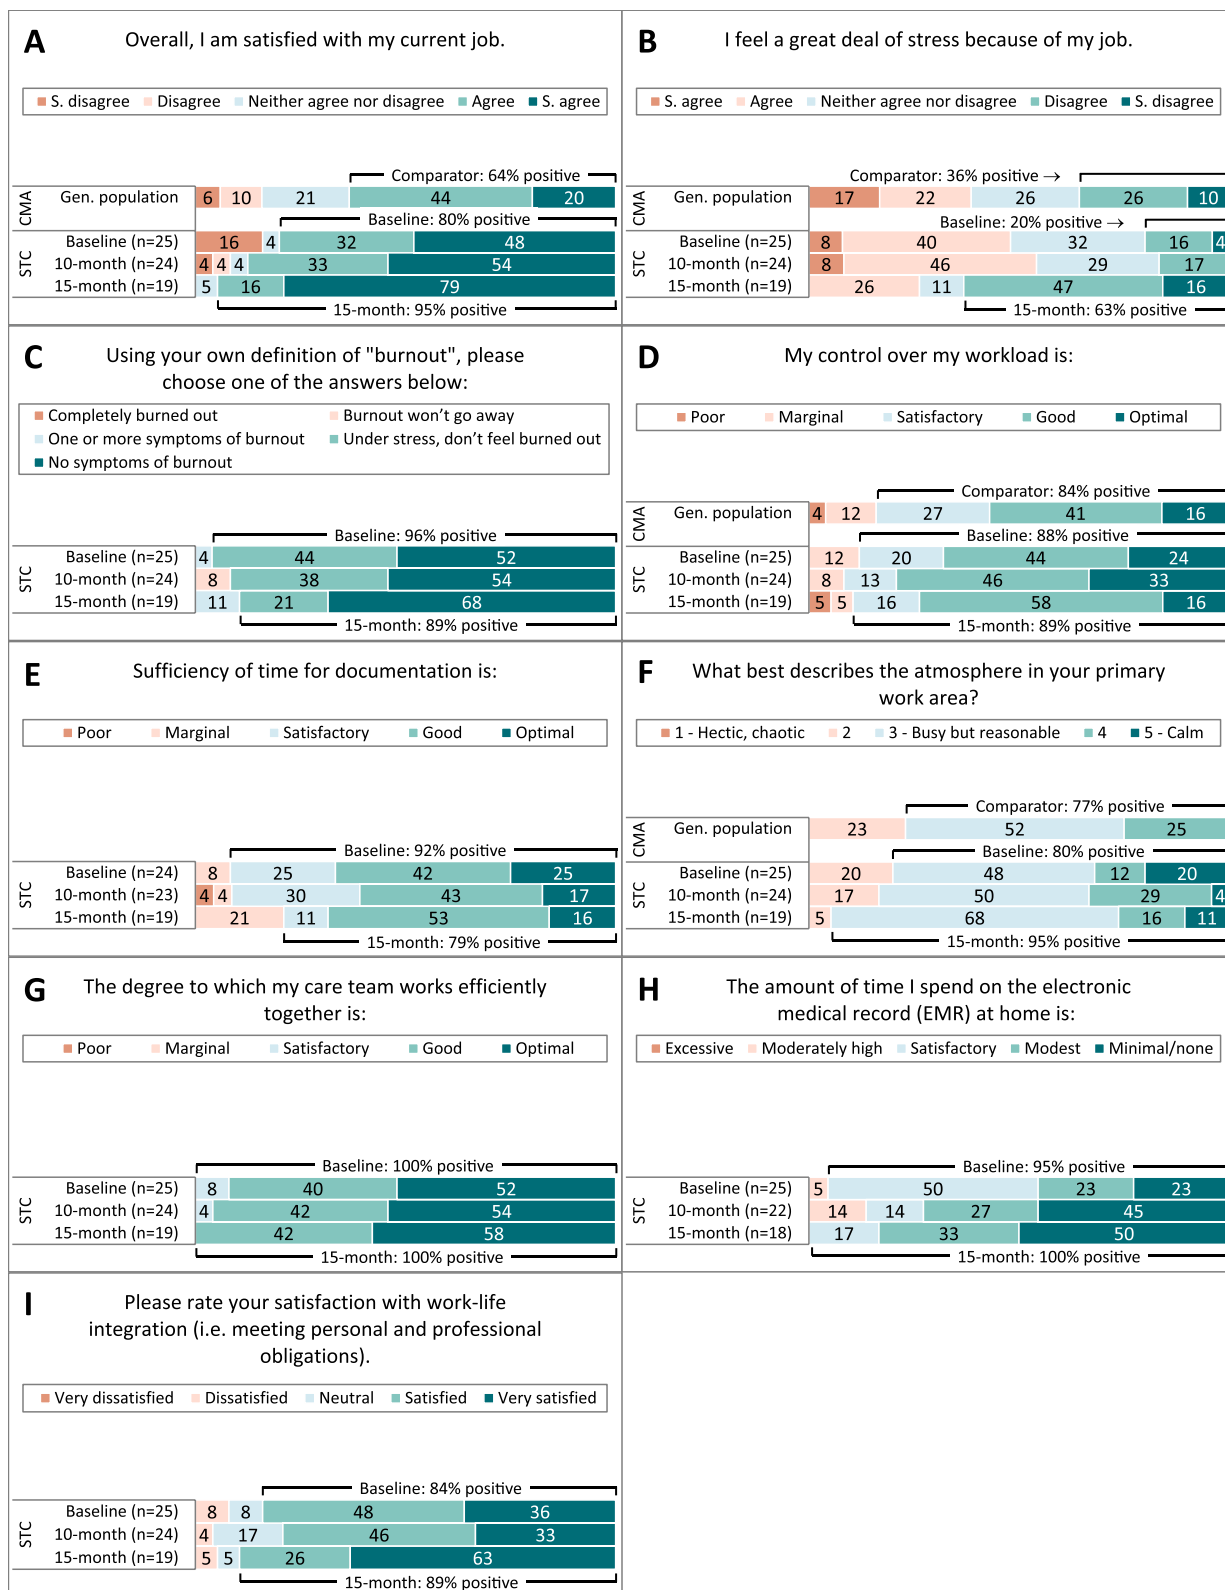 A
Overall, I am satisfied with my current job.
S. disagree Disagree Neither agree nor disagree Agree S. agree
Comparator: 64% positive
CMA
Gen. population 6 10 21 44 20
Baseline: 80% positive
STC
Baseline (n=25) 16 4 32 48
10-month (n=24) 4 4 4 33 54
15-month (n=19) 5 16 79
15-month: 95% positive
B
I feel a great deal of stress because of my job.
S. agree Agree Neither agree nor disagree Disagree S. disagree
Comparator: 36% positive →
CMA
Gen. population 17 22 26 26 10
Baseline: 20% positive →
STC
Baseline (n=25) 8 40 32 16 4
10-month (n=24) 8 46 29 17
15-month (n=19) 26 11 47 16
15-month: 63% positive
C
Using your own definition of "burnout", please
choose one of the answers below:
Completely burned out Burnout won’t go away
One or more symptoms of burnout Under stress, don’t feel burned out
No symptoms of burnout
Baseline: 96% positive
STC
Baseline (n=25) 4 44 52
10-month (n=24) 8 38 54
15-month (n=19) 11 21 68
15-month: 89% positive
D
My control over my workload is:
Poor Marginal Satisfactory Good Optimal
Comparator: 84% positive
CMA
Gen. population 4 12 27 41 16
Baseline: 88% positive
STC
Baseline (n=25) 12 20 44 24
10-month (n=24) 8 13 46 33
15-month (n=19) 5 5 16 58 16
15-month: 89% positive
E
Sufficiency of time for documentation is:
Poor Marginal Satisfactory Good Optimal
Baseline: 92% positive
STC
Baseline (n=24) 8 25 42 25
10-month (n=23) 4 4 30 43 17
15-month (n=19) 21 11 53 16
15-month: 79% positive
F
What best describes the atmosphere in your primary
work area?
1 - Hectic, chaotic 2 3 - Busy but reasonable 4 5 - Calm
Comparator: 77% positive
CMA
Gen. population 23 52 25
Baseline: 80% positive
STC
Baseline (n=25) 20 48 12 20
10-month (n=24) 17 50 29 4
15-month (n=19) 5 68 16 11
15-month: 95% positive
G
The degree to which my care team works efficiently
together is:
Poor Marginal Satisfactory Good Optimal
Baseline: 100% positive
STC
Baseline (n=25) 8 40 52
10-month (n=24) 4 42 54
15-month (n=19) 42 58
15-month: 100% positive
H
The amount of time I spend on the electronic
medical record (EMR) at home is:
Excessive Moderately high Satisfactory Modest Minimal/none
Baseline: 95% positive
STC
Baseline (n=25) 5 50 23 23
10-month (n=22) 14 14 27 45
15-month (n=18) 17 33 50
15-month: 100% positive
I
Please rate your satisfaction with work-life
integration (i.e. meeting personal and professional
obligations).
Very dissatisfied Dissatisfied Neutral Satisfied Very satisfied
Baseline: 84% positive
STC
Baseline (n=25) 8 8 48 36
10-month (n=24) 4 17 46 33
15-month (n=19) 5 5 26 63
15-month: 89% positive